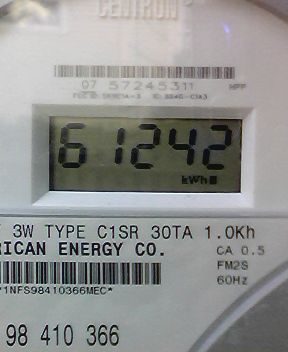 CENTRON
07 57245311
61242
kWh
3W TYPE C1SR 30TA 1.0Kh
RICAN ENERGY CO.
CA 0.5
FM2S
60Hz
1NFS98410366MEC*
98 410 366